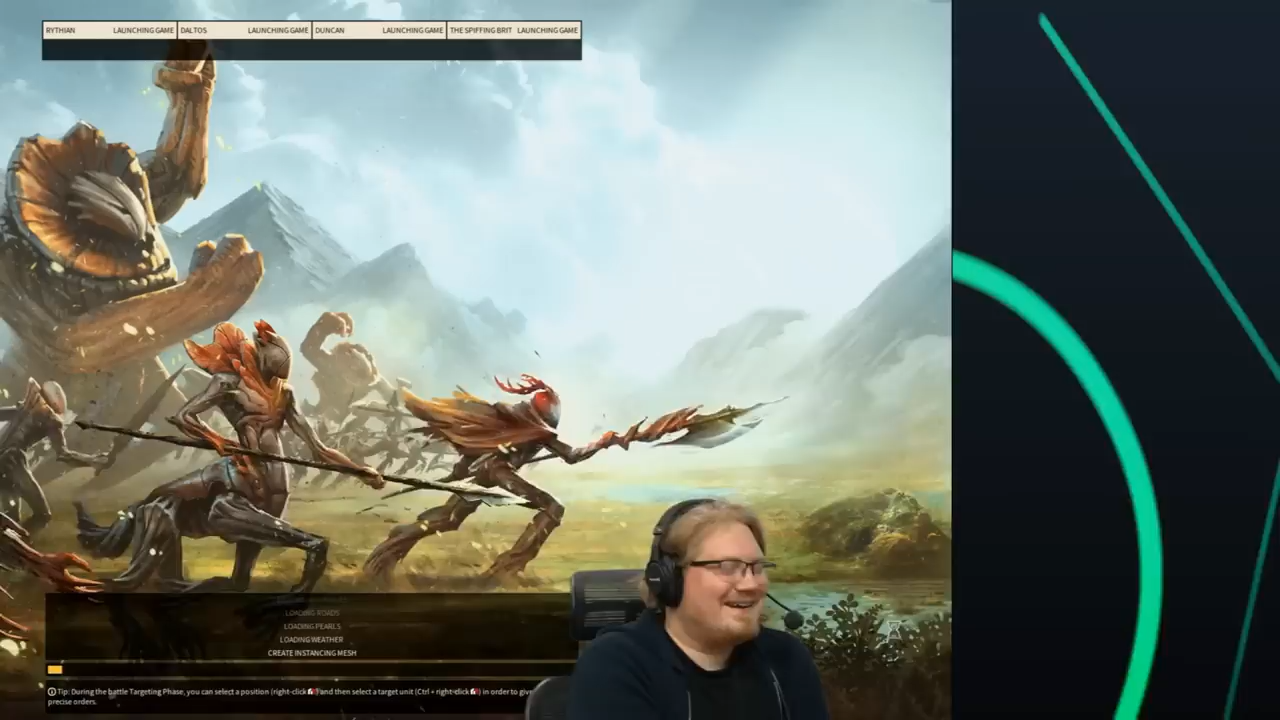 RYTHIAN LAUNCHING GAME DALTOS LAUNCHING GAME DUNCAN LAUNCHING GAME THE SPIFFING BRIT LAUNCHING GAME
LOADING ROADS
LOADING PEARLS
LOADING WEATHER
CREATE INSTANCING MESH
Tip: During the battle Targeting Phase, you can select a position (right-click) and then select a target unit (Ctrl + right-click) in order to
precise orders.